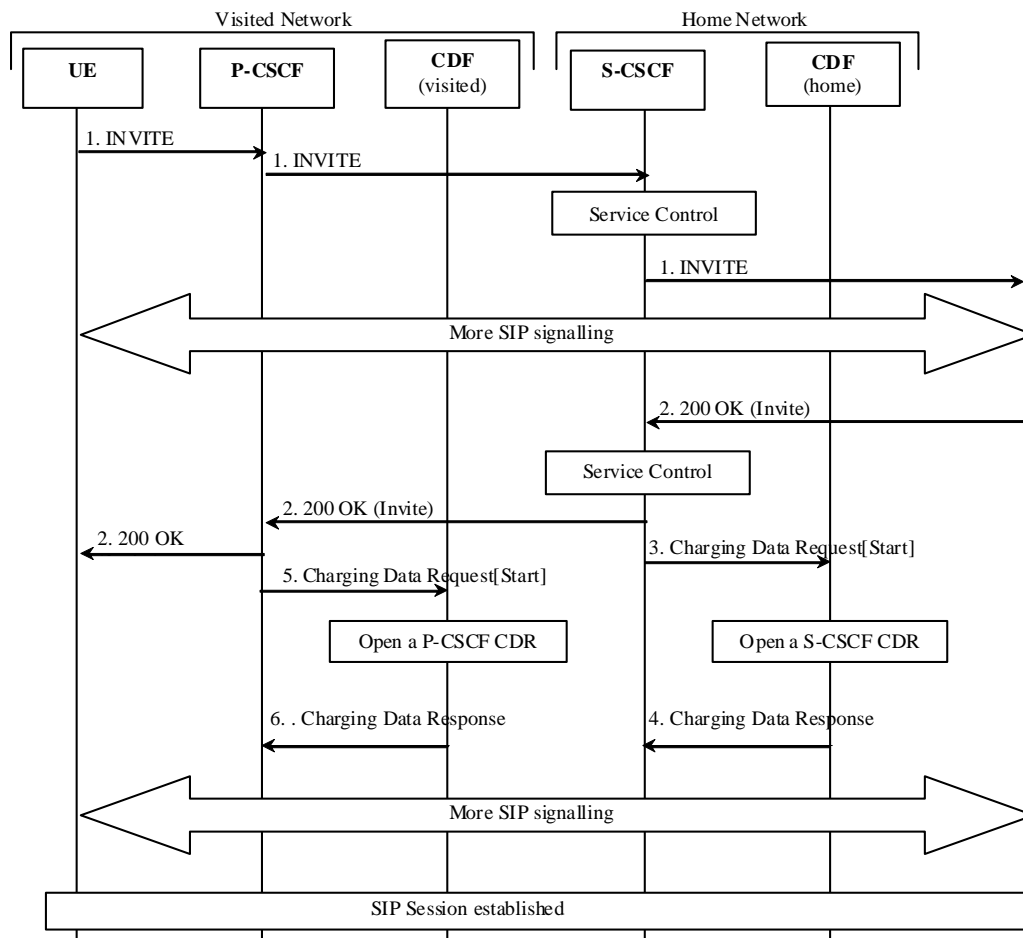 Visited Network
Home Network
UE
P-CSCF
CDF
(visited)
S-CSCF
CDF
(home)
1. INVITE
1. INVITE
Service Control
1. INVITE
More SIP signalling
2. 200 OK (Invite)
Service Control
2. 200 OK (Invite)
2. 200 OK
3. Charging Data Request[Start]
5. Charging Data Request[Start]
Open a P-CSCF CDR
Open a S-CSCF CDR
6. . Charging Data Response
4. Charging Data Response
More SIP signalling
SIP Session established